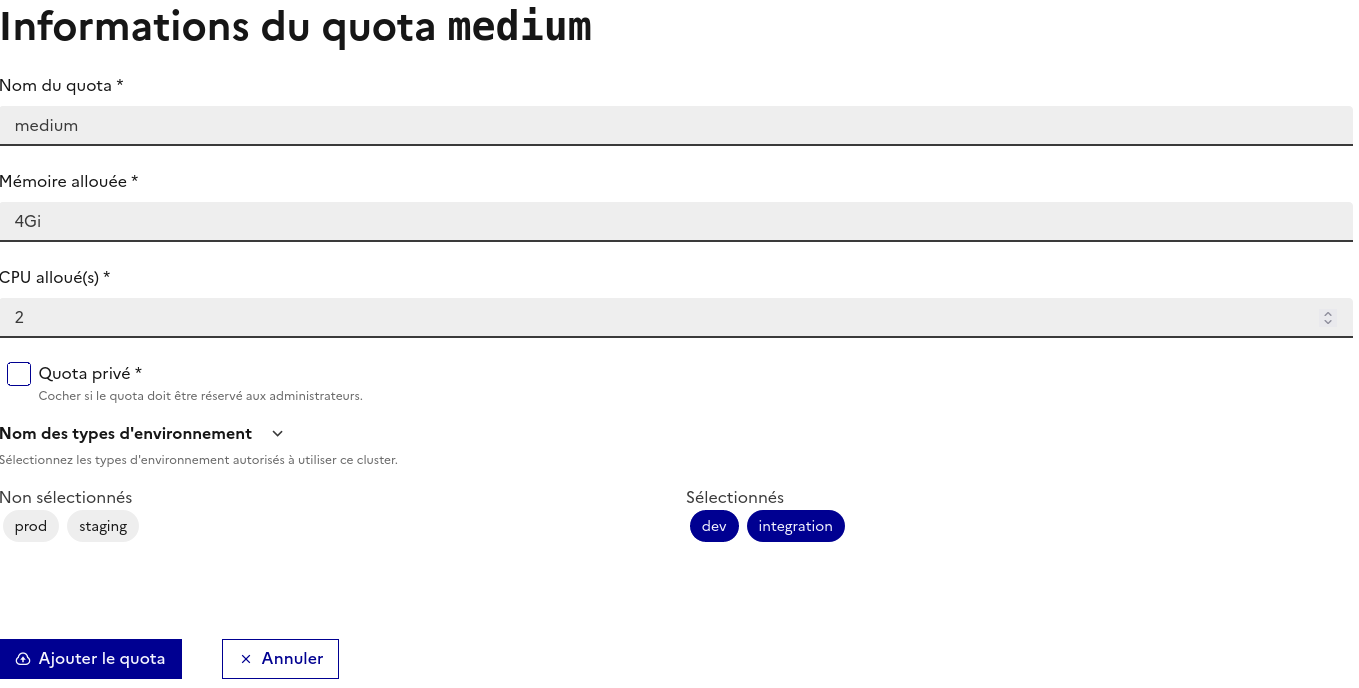 Informations du quota medium
Nom du quota *
medium
Mémoire allouée *
4Gi
CPU alloué(s) *
2
Quota privé *
Cocher si le quota doit être réservé aux administrateurs.
Nom des types d'environnement
Sélectionnez les types d'environnement autorisés à utiliser ce cluster.
Non sélectionnés
prod staging
Sélectionnés
dev integration
Ajouter le quota
Annuler